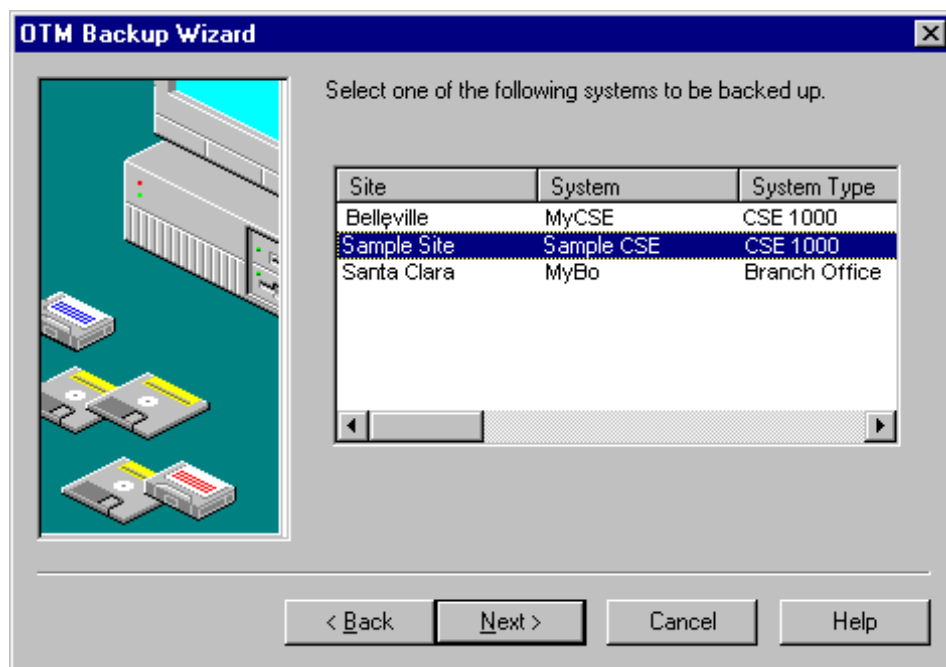 OTM Backup Wizard
Select one of the following systems to be backed up.
Site System System Type
Belleville MyCSE CSE 1000
Sample Site Sample CSE CSE 1000
Santa Clara MyBo Branch Office
< Back Next > Cancel Help